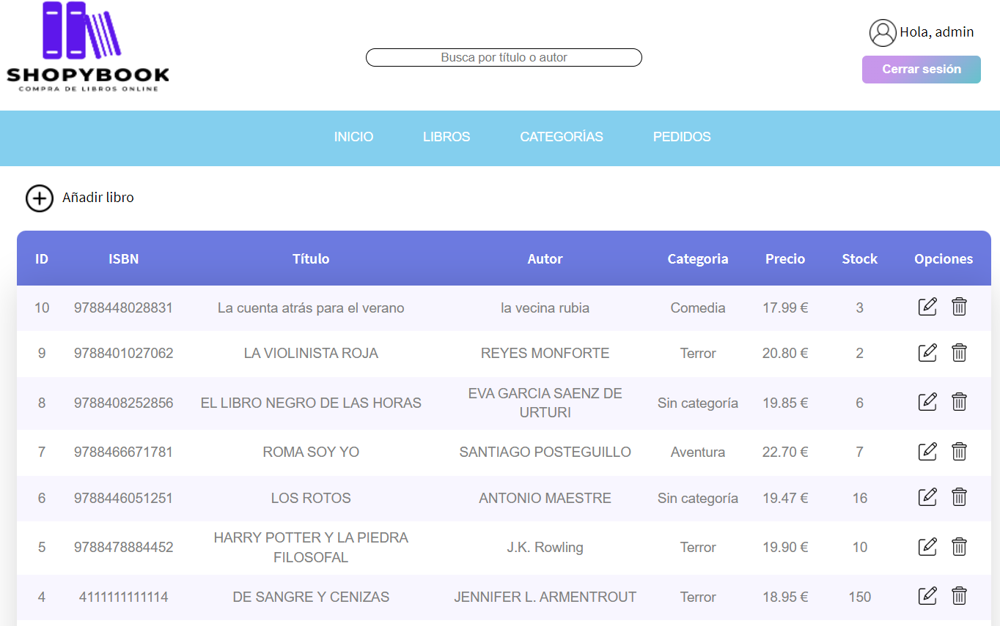 SHOPYBOOK
COMPRA DE LIBROS ONLINE
Busca por título o autor
Hola, admin
Cerrar sesión
INICIO LIBROS CATEGORÍAS PEDIDOS
Añadir libro
ID ISBN Título Autor Categoria Precio Stock Opciones
10 9788448028831 La cuenta atrás para el verano la vecina rubia Comedia 17.99 € 3
9 9788401027062 LA VIOLINISTA ROJA REYES MONFORTE Terror 20.80 € 2
8 9788408252856 EL LIBRO NEGRO DE LAS HORAS EVA GARCIA SAENZ DE
URTURI Sin categoría 19.85 € 6
7 9788466671781 ROMA SOY YO SANTIAGO POSTEGUILLO Aventura 22.70 € 7
6 9788446051251 LOS ROTOS ANTONIO MAESTRE Sin categoría 19.47 € 16
5 9788478884452 HARRY POTTER Y LA PIEDRA
FILOSOFAL J.K. Rowling Terror 19.90 € 10
4 4111111111114 DE SANGRE Y CENIZAS JENNIFER L. ARMENTROUT Terror 18.95 € 150